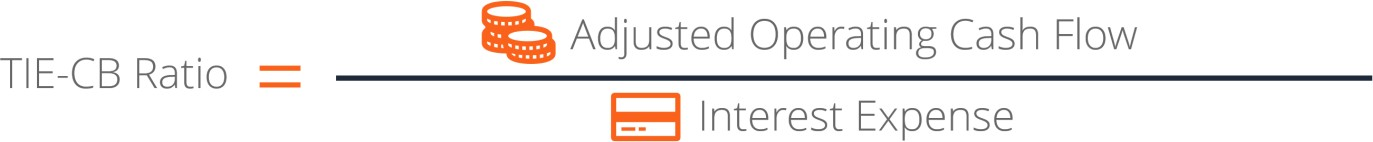 Adjusted Operating Cash Flow
TIE-CB Ratio =
Interest Expense